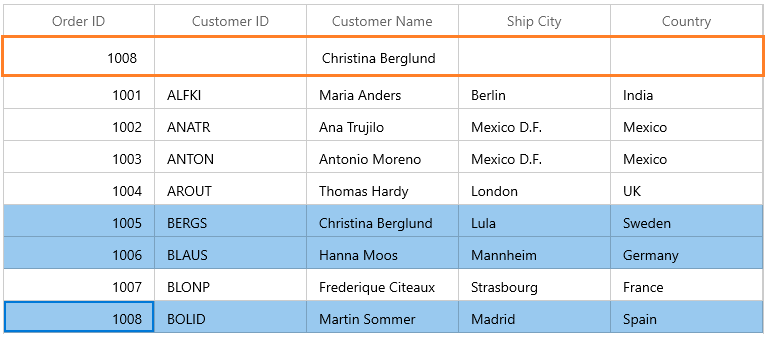 Order ID Customer ID Customer Name Ship City Country
1008 Christina Berglund
1001 ALFKI Maria Anders Berlin India
1002 ANATR Ana Trujilo Mexico D.F. Mexico
1003 ANTON Antonio Moreno Mexico D.F. Mexico
1004 AROUT Thomas Hardy London UK
1005 BERGS Christina Berglund Lula Sweden
1006 BLAUS Hanna Moos Mannheim Germany
1007 BLONP Frederique Citeaux Strasbourg France
1008 BOLID Martin Sommer Madrid Spain